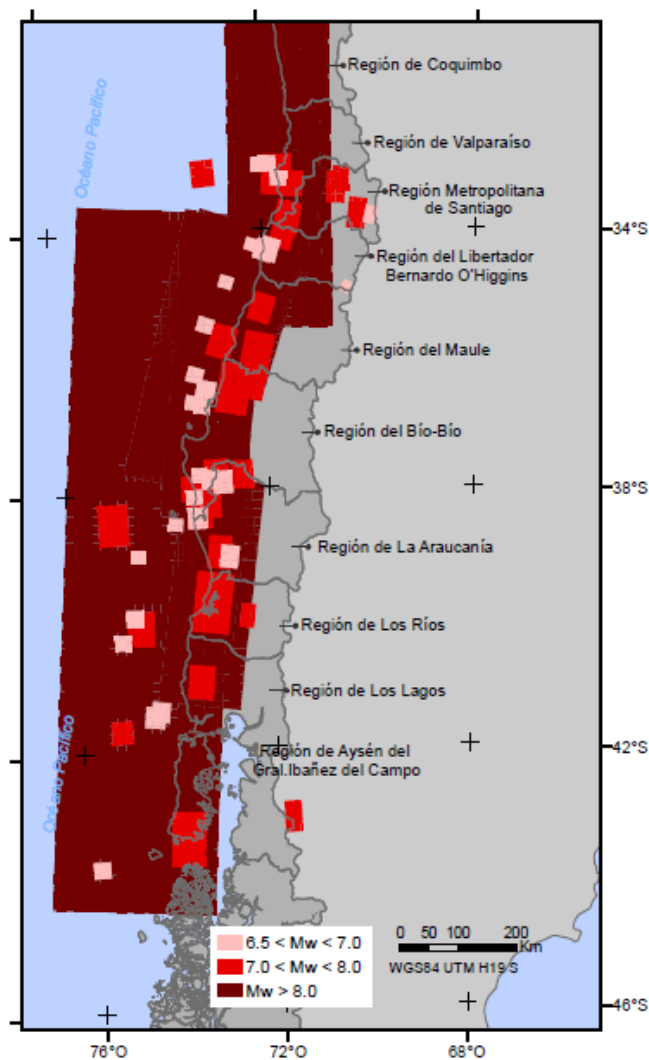 Océano Pacífico
Región de Coquimbo
Región de Valparaíso
Región Metropolitana
de Santiago
34°S
Región del Libertador
Bernardo O'Higgins
Región del Maule
Región del Bío-Bío
38°S
Región de La Araucanía
Región de Los Ríos
Región de Los Lagos
Océano Pacífico
42°S
Región de Aysén del
Gral.Ibañez del Campo
6.5 < Mw < 7.0
7.0 < Mw < 8.0
Mw > 8.0
0 50 100 200
Km
WGS84 UTM H19 S
46°S
76°O 72°O 68°O